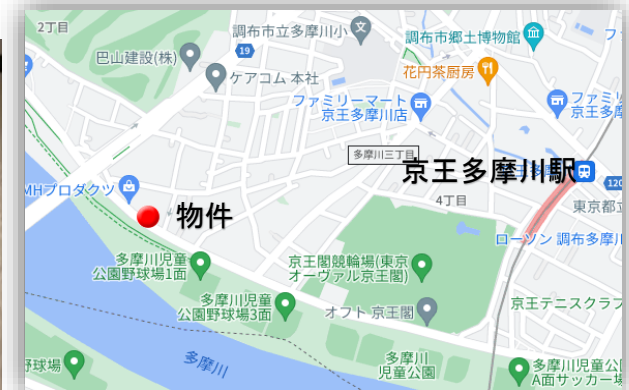 2丁目
調布市立多摩川小
調布市郷土博物館
巴山建設(株)
19
ケアコム 本社
花円茶厨房
ファミリーマート
京王多摩川店
ファミリ
京王多摩
多摩川三丁目
京王多摩川駅
120
MHプロダクツ
4丁目
東京都立
物件
ローソン 調布多摩川
多摩川児童
公園野球場1面
京王閣競輪場(東京
オーヴァル京王閣)
多摩川児童
公園野球場3面
オフト 京王閣
京王テニスクラブ
多摩川
多摩川
児童公園
野球場
多摩川児童公
A面サッカー場